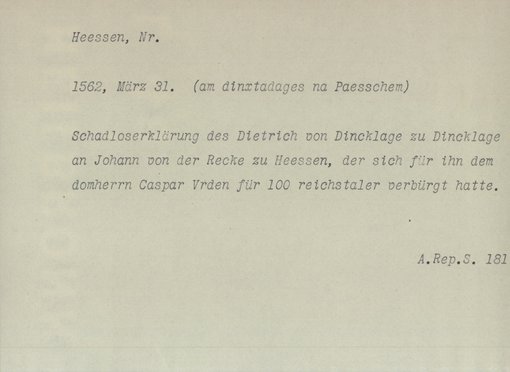 Heessen, Nr.
1562, März 31. (am dinxtadages na Paesschem)
Schadloserklärung des Dietrich von Dincklage zu Dincklage
an Johann von der Recke zu Heessen, der sich für ihn dem
domherrn Caspar Vrden für 100 reichstaler verbürgt hatte.
A.Rep.S. 181